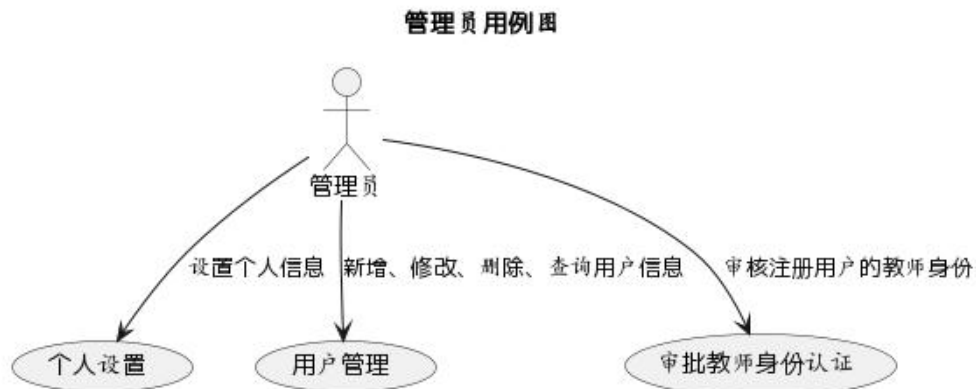 管理员用例图
管理员
设置个人信息
新增、修改、删除、查询用户信息
审核注册用户的教师身份
个人设置
用户管理
审批教师身份认证